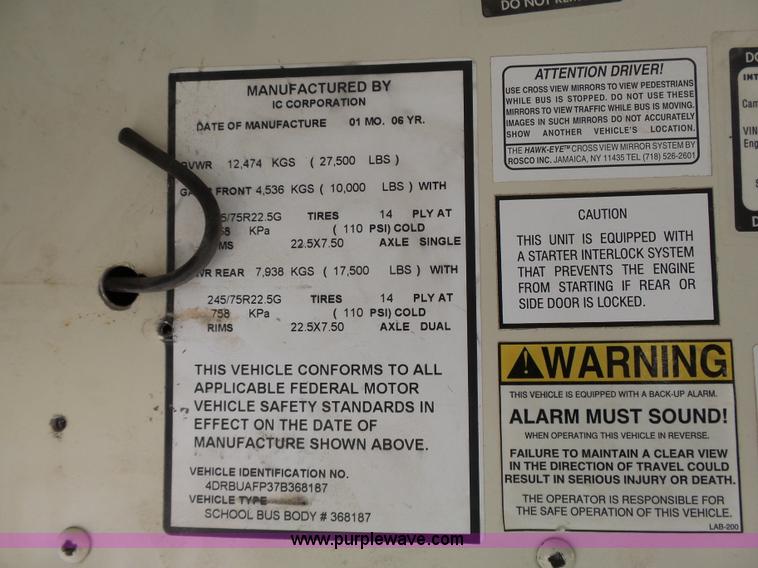 DO NOT REM
MANUFACTURED BY
IC CORPORATION
DATE OF MANUFACTURE 01 MO. 06 YR.
GVWR 12,474 KGS ( 27,500 LBS )
FRONT 4,536 KGS ( 10,000 LBS ) WITH
/75R22.5G TIRES 14 PLY AT
KPa ( 110 PSI) COLD
22.5X7.50 AXLE SINGLE
REAR 7,938 KGS ( 17,500 LBS ) WITH
245/75R22.5G TIRES 14 PLY AT
758 KPa ( 110 PSI) COLD
RIMS 22.5X7.50 AXLE DUAL
THIS VEHICLE CONFORMS TO ALL
APPLICABLE FEDERAL MOTOR
VEHICLE SAFETY STANDARDS IN
EFFECT ON THE DATE OF
MANUFACTURE SHOWN ABOVE.
VEHICLE IDENTIFICATION NO.
4DRBUAFP37B368187
VEHICLE TYPE
SCHOOL BUS BODY # 368187
ATTENTION DRIVER!
USE CROSS VIEW MIRRORS TO VIEW PEDESTRIANS
WHILE BUS IS STOPPED. DO NOT USE THESE
MIRRORS TO VIEW TRAFFIC WHILE BUS IS MOVING.
IMAGES IN SUCH MIRRORS DO NOT ACCURATELY
SHOW ANOTHER VEHICLE'S LOCATION.
THE HAWK-EYE™ CROSS VIEW MIRROR SYSTEM BY
ROSCO INC. JAMAICA, NY 11435 TEL (718) 526-2601
CAUTION
THIS UNIT IS EQUIPPED WITH
A STARTER INTERLOCK SYSTEM
THAT PREVENTS THE ENGINE
FROM STARTING IF REAR OR
SIDE DOOR IS LOCKED.
WARNING
THIS VEHICLE IS EQUIPPED WITH A BACK-UP ALARM.
ALARM MUST SOUND!
WHEN OPERATING THIS VEHICLE IN REVERSE.
FAILURE TO MAINTAIN A CLEAR VIEW
IN THE DIRECTION OF TRAVEL COULD
RESULT IN SERIOUS INJURY OR DEATH.
THE OPERATOR IS RESPONSIBLE FOR
THE SAFE OPERATION OF THIS VEHICLE.
LAB-200
DO
INT
Cam
VIN
Eng
www.purplewave.com